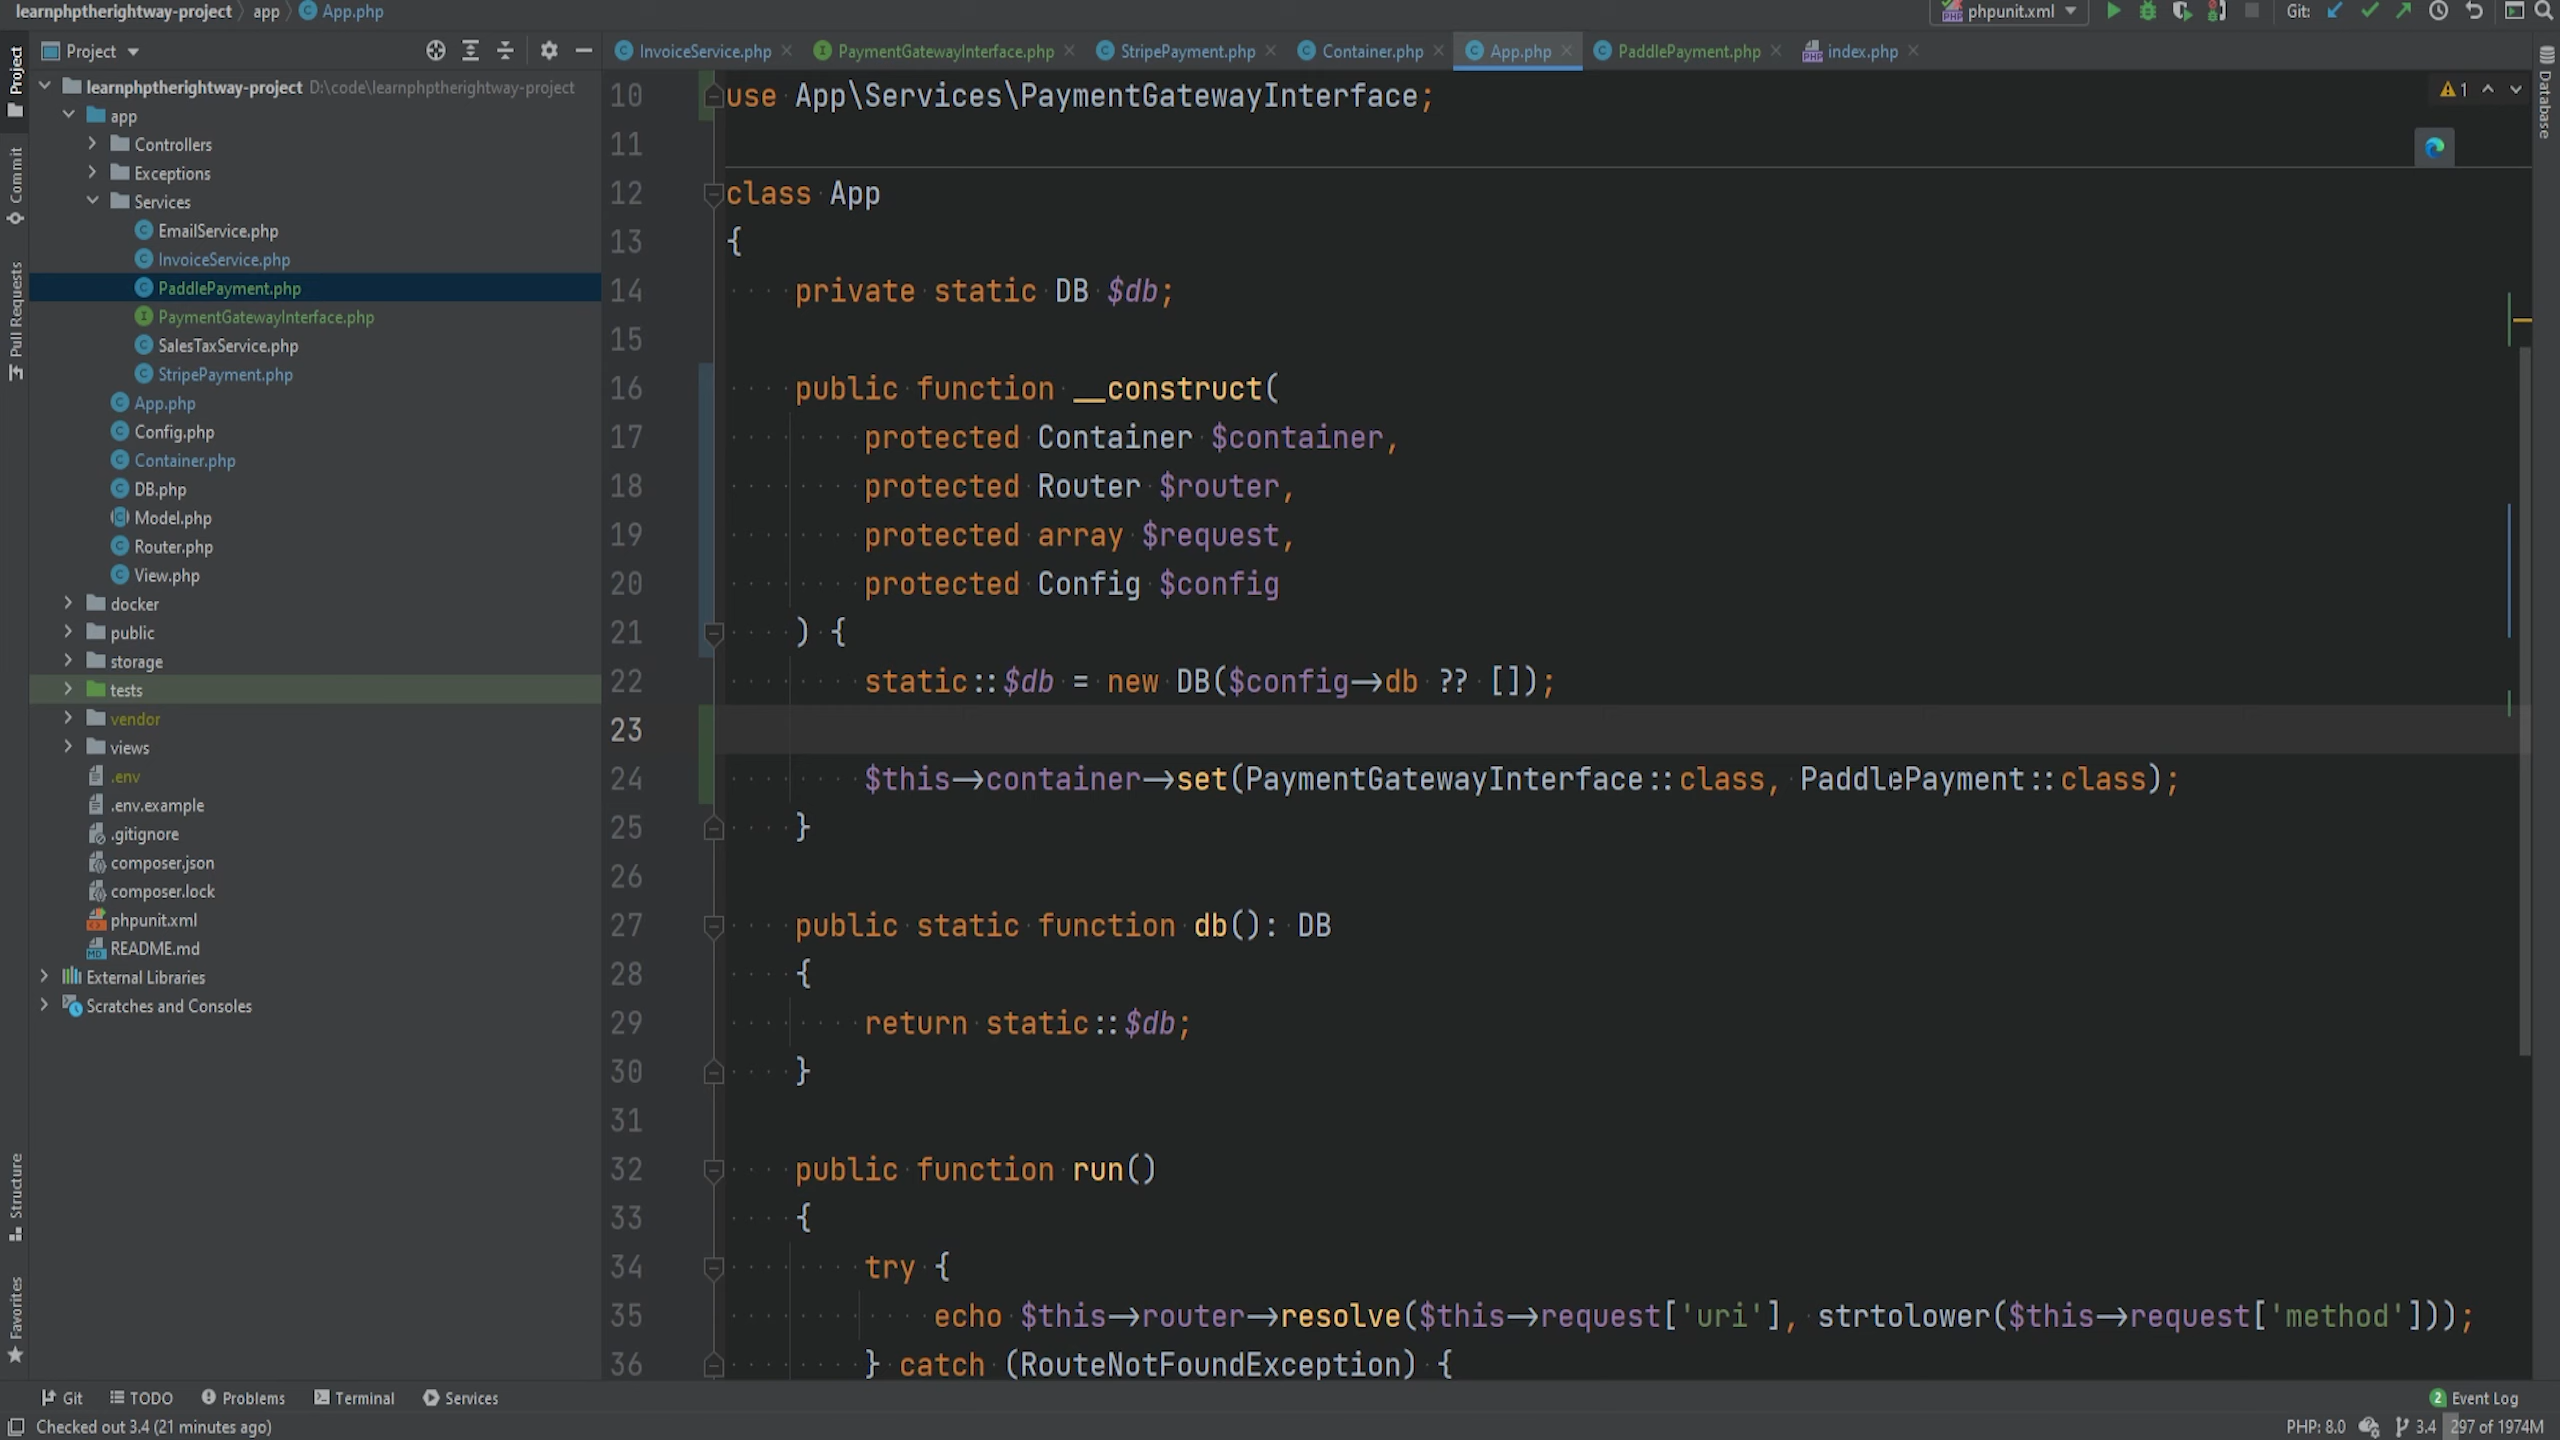 learnphptherightway-project 〉 app 〉 App.php
phpunit.xml
Git:
Project
InvoiceService.php
PaymentGatewayInterface.php
StripePayment.php
Container.php
App.php
PaddlePayment.php
index.php
Project
Commit
Pull Requests
Structure
Favorites
learnphptherightway-project D:\code\learnphptherightway-project
app
Controllers
Exceptions
Services
EmailService.php
InvoiceService.php
PaddlePayment.php
PaymentGatewayInterface.php
SalesTaxService.php
StripePayment.php
App.php
Config.php
Container.php
DB.php
Model.php
Router.php
View.php
docker
public
storage
tests
vendor
views
.env
.env.example
.gitignore
composer.json
composer.lock
phpunit.xml
README.md
External Libraries
Scratches and Consoles
10 use App\Services\PaymentGatewayInterface;
11
12 class App
13 {
14 private static DB $db;
15
16 public function __construct(
17 protected Container $container,
18 protected Router $router,
19 protected array $request,
20 protected Config $config
21 ) {
22 static::$db = new DB($config->db ?? []);
23
24 $this->container->set(PaymentGatewayInterface::class, PaddlePayment::class);
25 }
26
27 public static function db(): DB
28 {
29 return static::$db;
30 }
31
32 public function run()
33 {
34 try {
35 echo $this->router->resolve($this->request['uri'], strtolower($this->request['method']));
36 } catch (RouteNotFoundException) {
1
Database
Git
TODO
Problems
Terminal
Services
2 Event Log
Checked out 3.4 (21 minutes ago)
PHP: 8.0
3.4
297 of 1974M